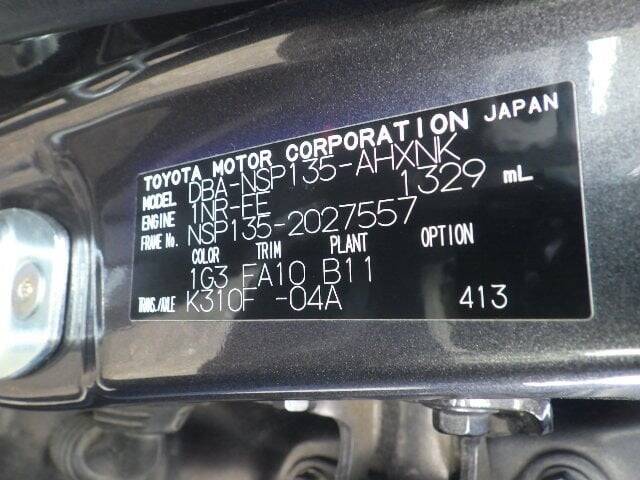 TOYOTA MOTOR CORPORATION JAPAN
MODEL DBA-NSP135-AHXNK
ENGINE 1NR-FE 1329 mL
FRAME No. NSP135-2027557
COLOR TRIM PLANT OPTION
1G3 FA10 B11
TRANS./AXLE K310F -04A 413